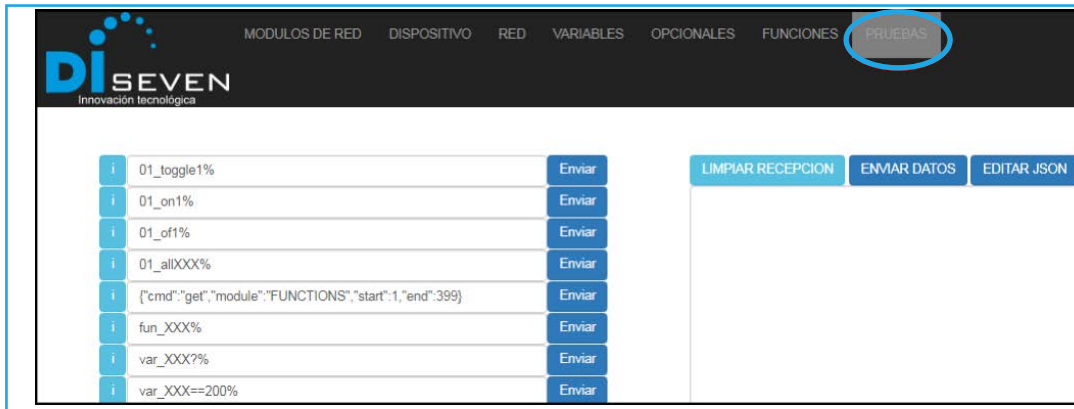 MODULOS DE RED DISPOSITIVO RED VARIABLES OPCIONALES FUNCIONES PRUEBAS
DISEVEN
Innovación tecnológica
i 01_toggle1% Enviar LIMPIAR RECEPCION ENVIAR DATOS EDITAR JSON
i 01_on1% Enviar
i 01_of1% Enviar
i 01_allXXX% Enviar
i {"cmd":"get","module":"FUNCTIONS","start":1,"end":399} Enviar
i fun_XXX% Enviar
i var_XXX?% Enviar
i var_XXX==200% Enviar